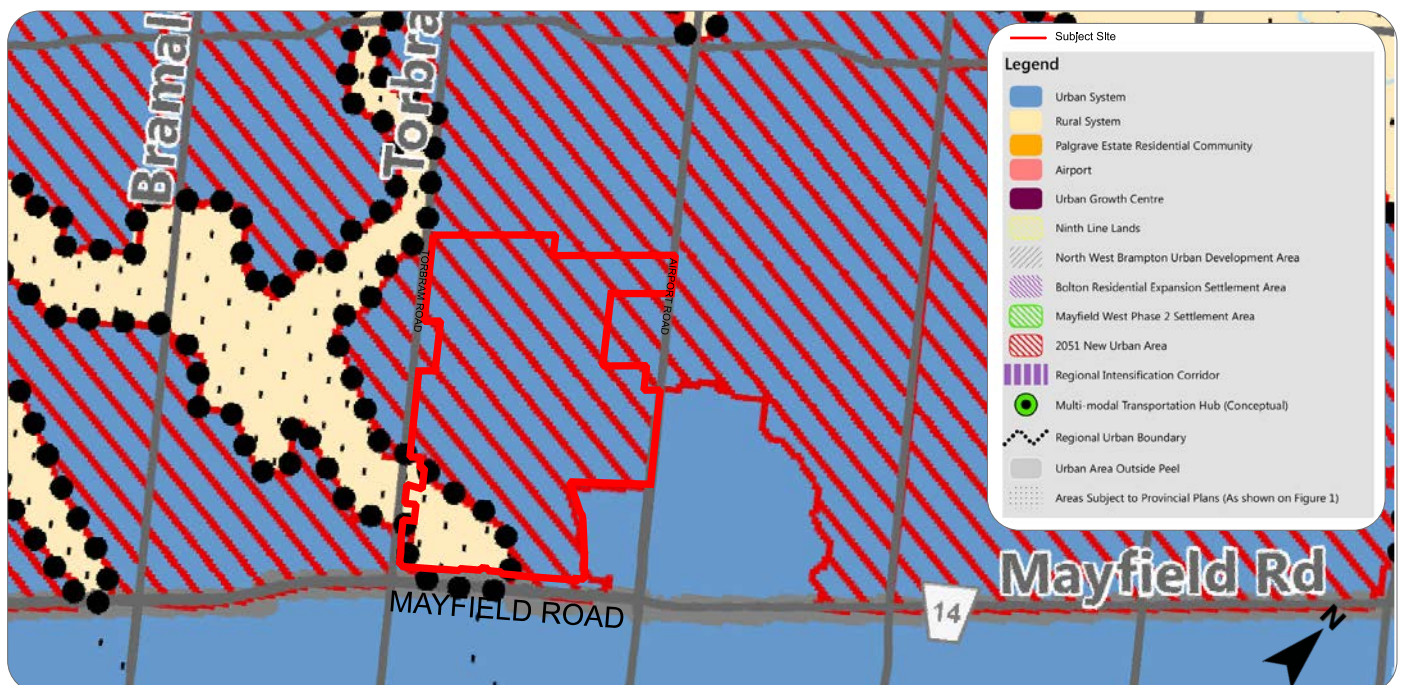 Bramal
Torbra
Subject SIte
Legend
Urban System
Rural System
Palgrave Estate Residential Community
Airport
Urban Growth Centre
Ninth Line Lands
North West Brampton Urban Development Area
Bolton Residential Expansion Settlement Area
Mayfield West Phase 2 Settlement Area
2051 New Urban Area
Regional Intensification Corridor
Multi-modal Transportation Hub (Conceptual)
Regional Urban Boundary
Urban Area Outside Peel
Areas Subject to Provincial Plans (As shown on Figure 1)
TORBRAM ROAD
AIRPORT ROAD
Mayfield Rd
MAYFIELD ROAD
14
N